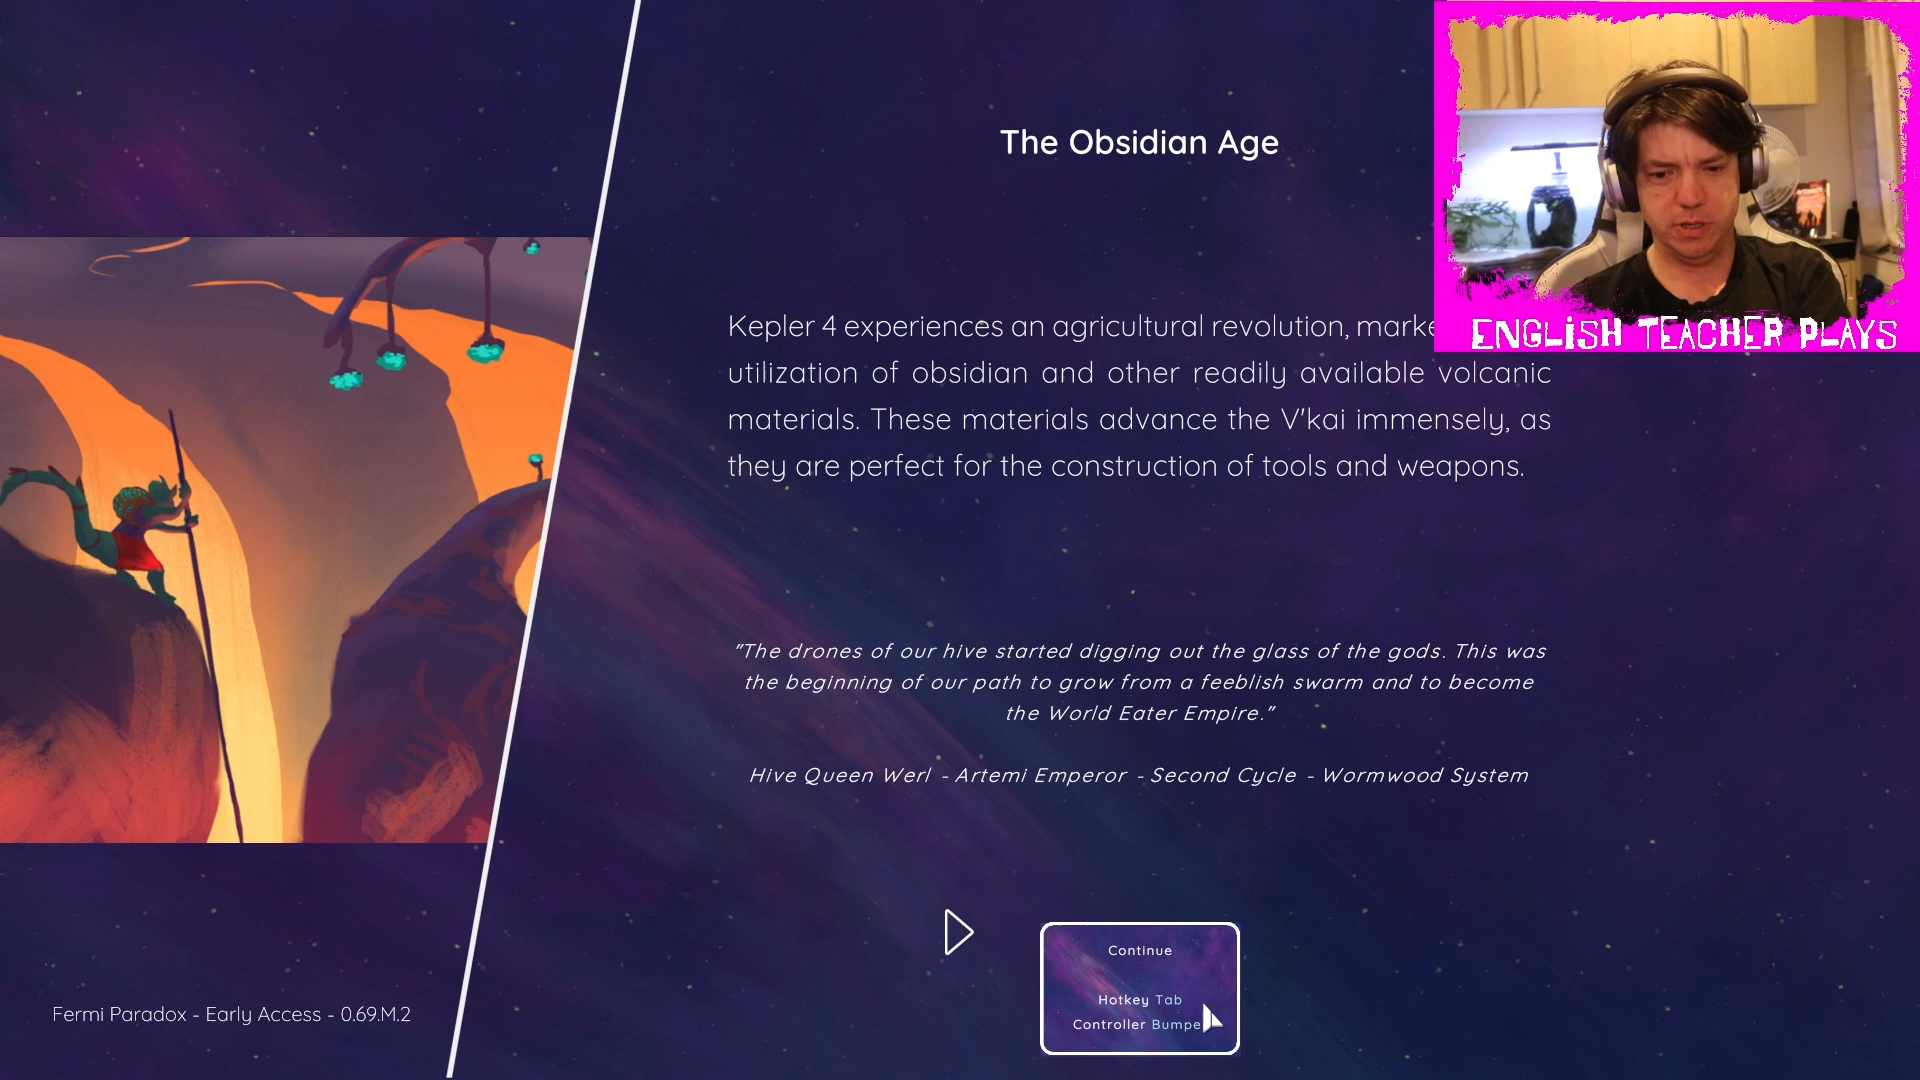 The Obsidian Age
Kepler 4 experiences an agricultural revolution,
utilization of obsidian and other readily available volcanic
materials. These materials advance the V'kai immensely, as
they are perfect for the construction of tools and weapons.
"The drones of our hive started digging out the glass of the gods. This was
the beginning of our path to grow from a feeblish swarm and to become
the World Eater Empire."
Hive Queen Werl - Artemi Emperor - Second Cycle - Wormwood System
Continue
Hotkey Tab
Controller
Fermi Paradox - Early Access - 0.69.M.2
ENGLISH TEACHER PLAYS